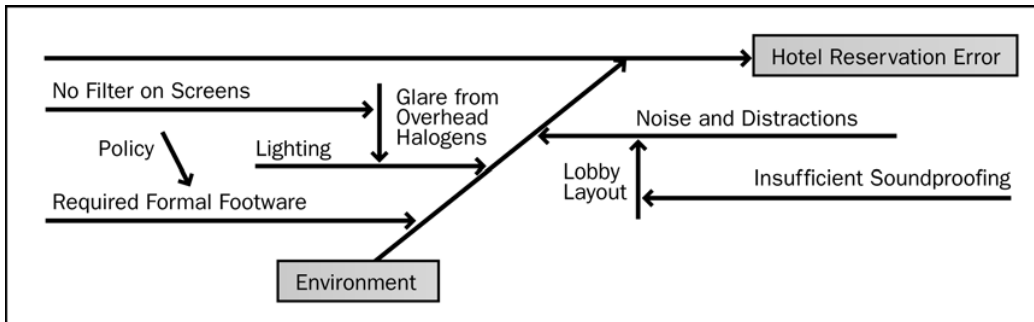 Hotel Reservation Error
No Filter on Screens
Glare from
Overhead
Halogens
Noise and Distractions
Policy
Lighting
Lobby
Layout
Insufficient Soundproofing
Required Formal Footware
Environment